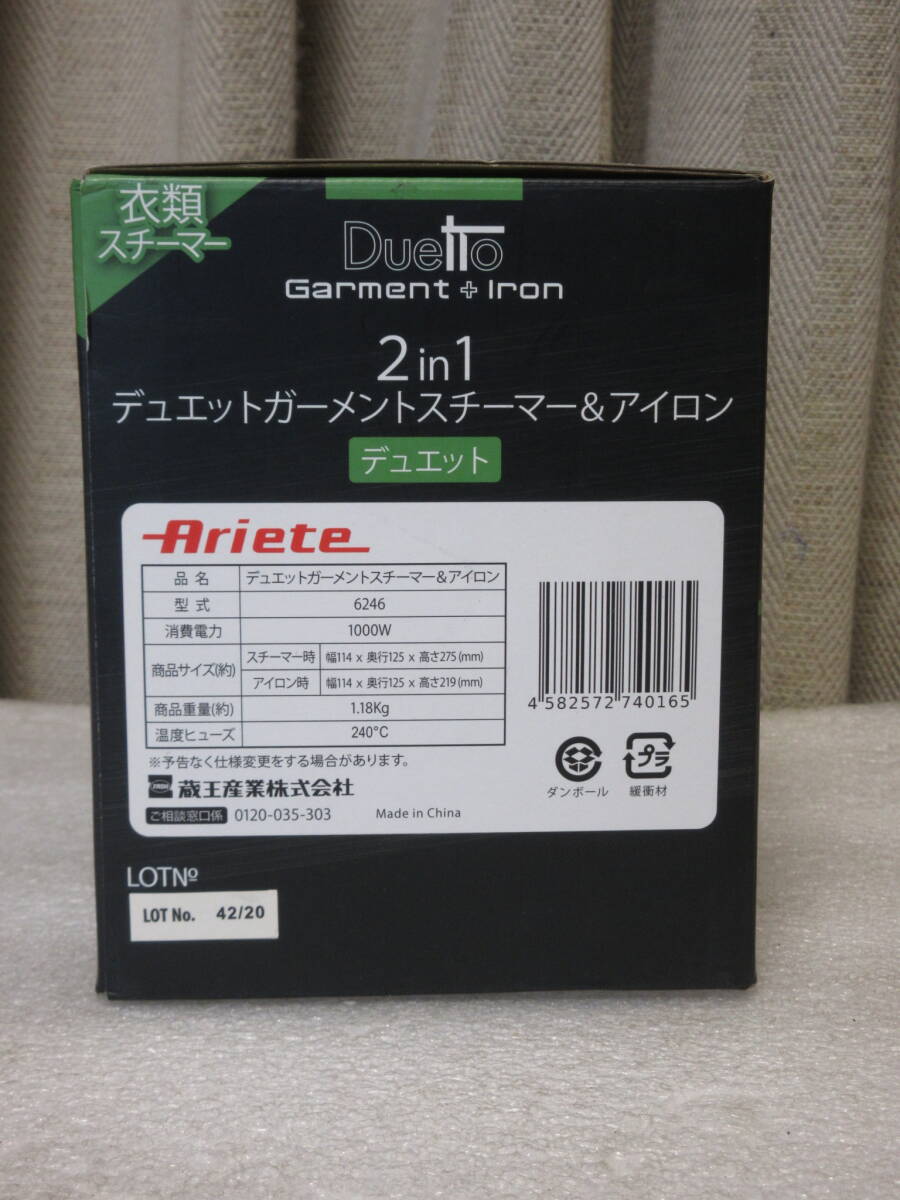 衣類
スチーマー
Duetto
Garment + Iron
2in1
デュエットガーメントスチーマー&アイロン
デュエット
Ariete
品名 デュエットガーメントスチーマー&アイロン
型式 6246
消費電力 1000W
商品サイズ(約) スチーマー時 幅114 x 奥行125 x 高さ275(mm)
アイロン時 幅114 x 奥行125 x 高さ219(mm)
商品重量(約) 1.18Kg
温度ヒューズ 240°C
※予告なく仕様変更をする場合があります。
蔵王産業株式会社
ご相談窓口係 0120-035-303 Made in China
4 582572 740165
プラ
ダンボール 緩衝材
LOTNº
LOT No. 42/20